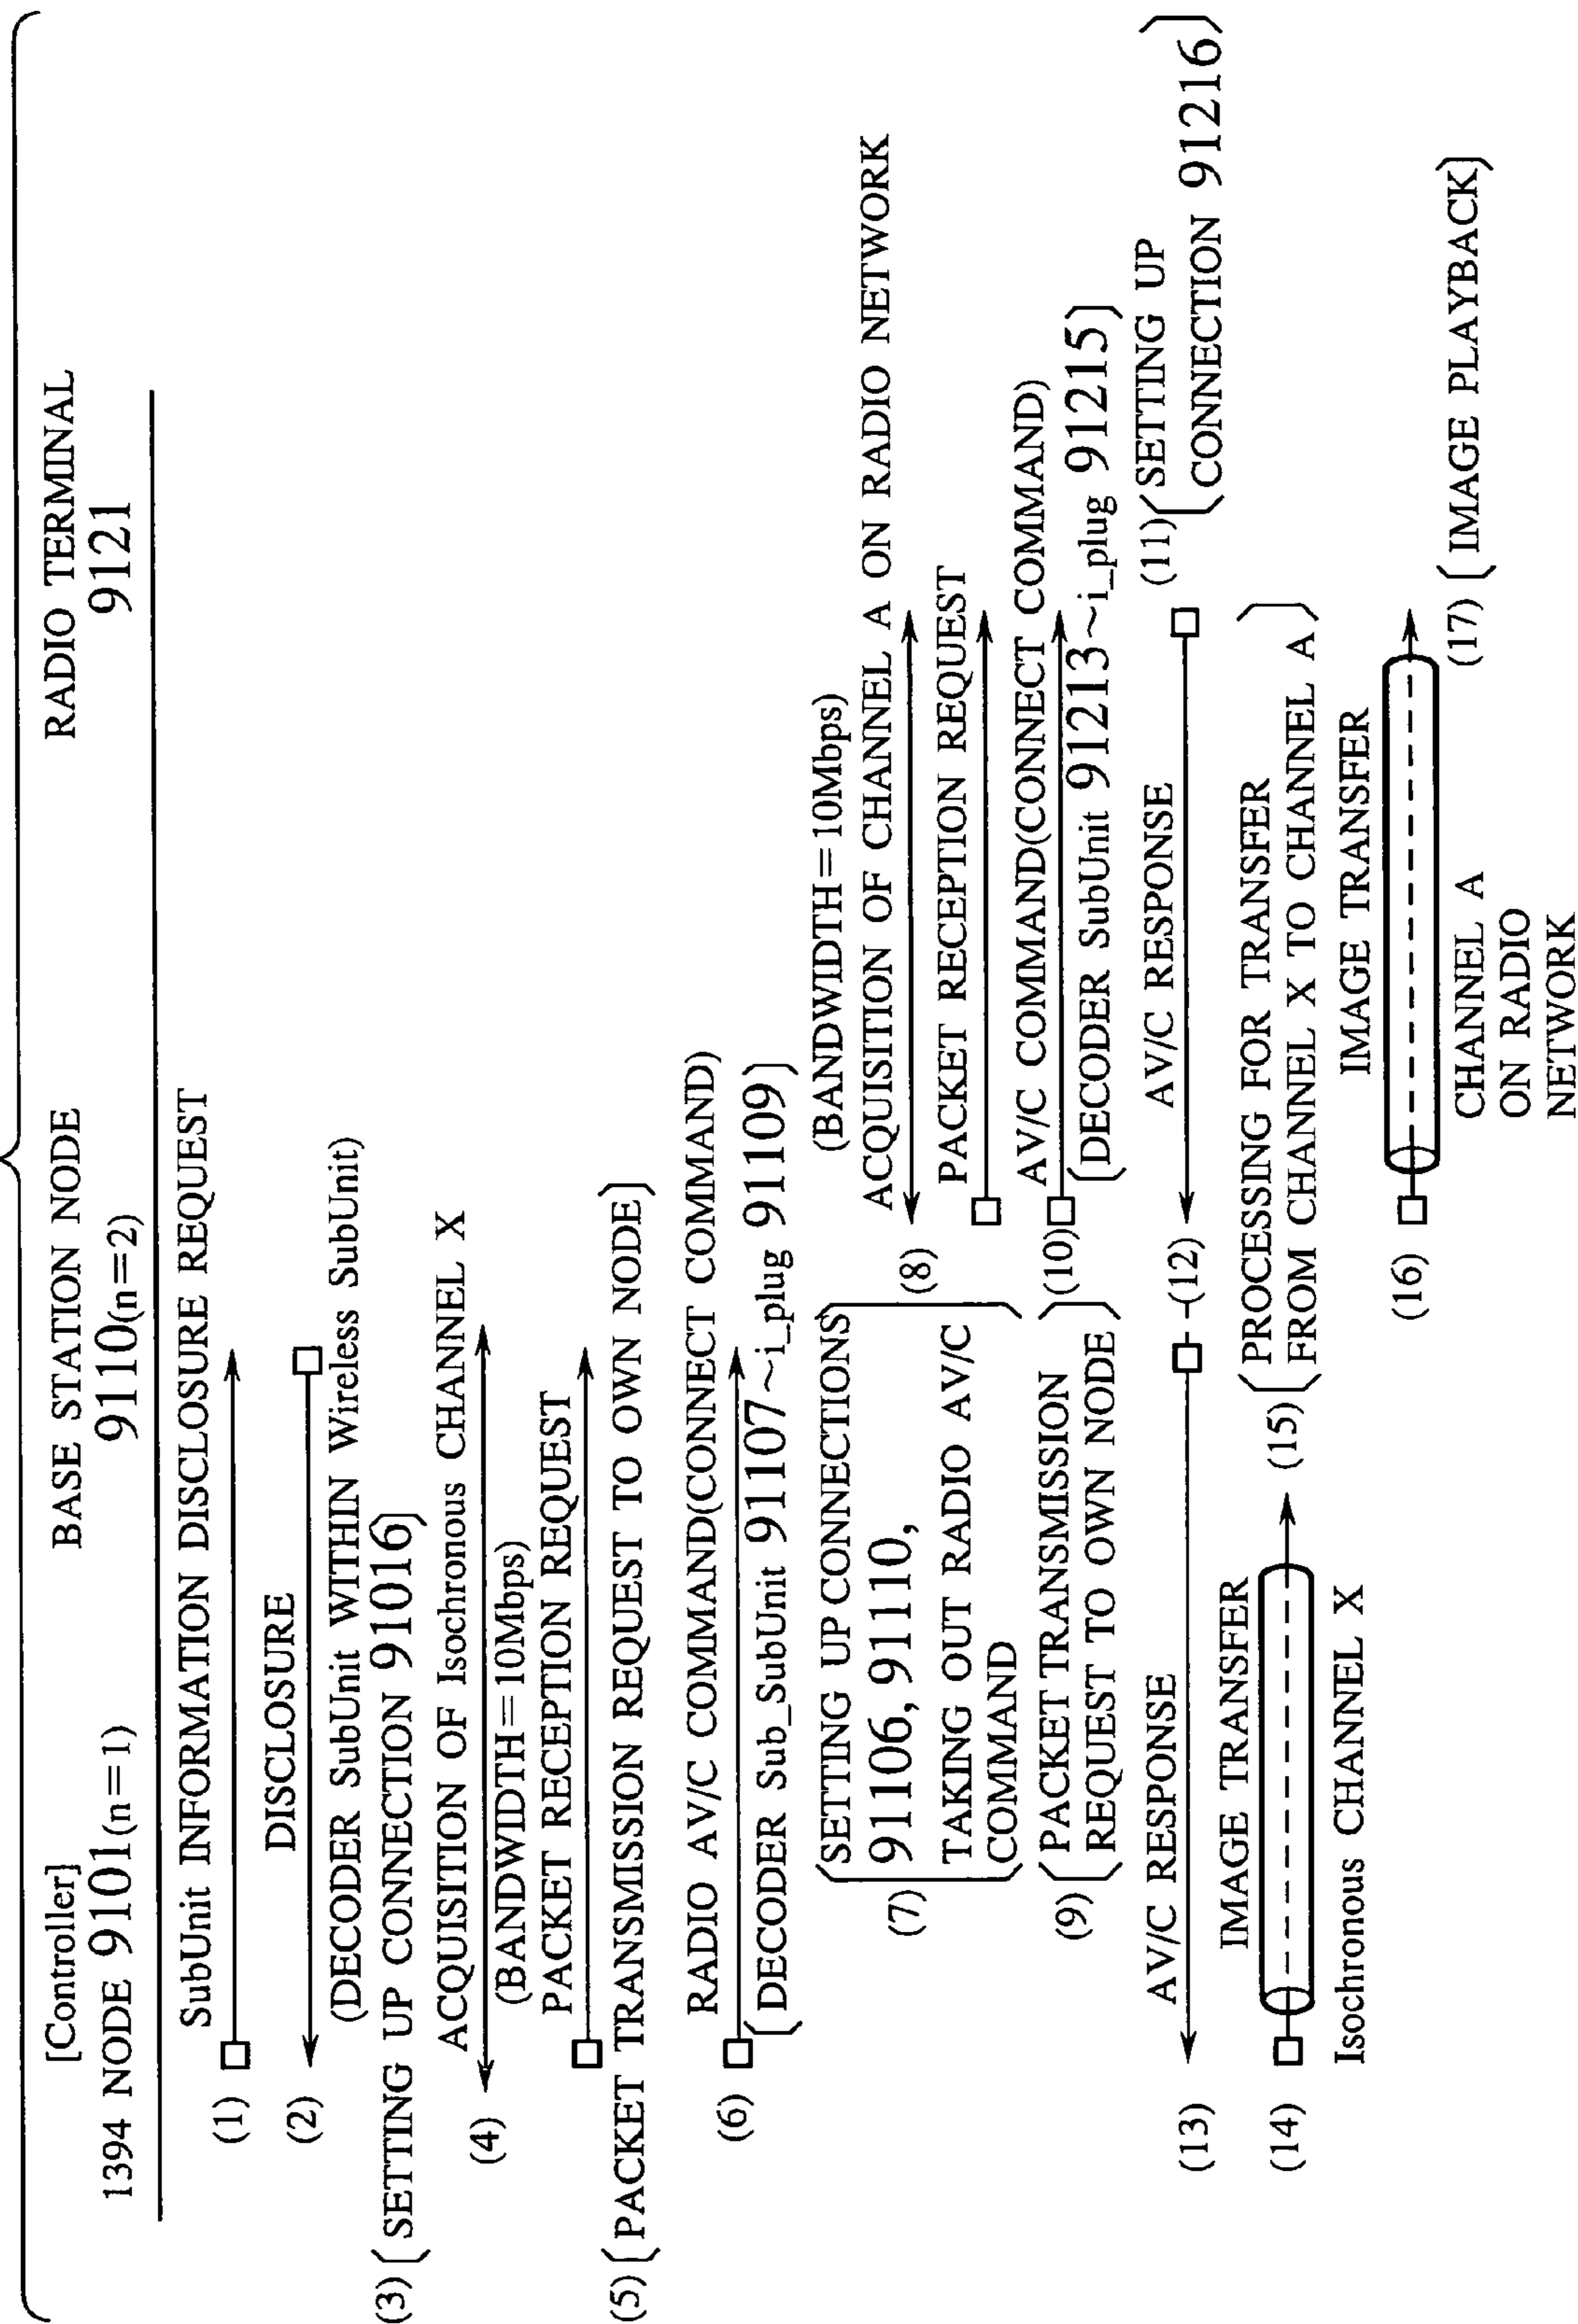 [Controller]
1394 NODE 9101(n=1)
BASE STATION NODE
9110(n=2)
RADIO TERMINAL
9121
SubUnit INFORMATION DISCLOSURE REQUEST
(1)
DISCLOSURE
(2)
(DECODER SubUnit WITHIN Wireless SubUnit)
(3) (SETTING UP CONNECTION 91016)
ACQUISITION OF Isochronous CHANNEL X
(4)
(BANDWIDTH=10Mbps)
PACKET RECEPTION REQUEST
(5) (PACKET TRANSMISSION REQUEST TO OWN NODE)
RADIO AV/C COMMAND(CONNECT COMMAND)
(6)
(DECODER Sub_SubUnit 91107~i_plug 91109)
(7) (SETTING UP CONNECTIONS
91106, 91110,
TAKING OUT RADIO AV/C
COMMAND)
(BANDWIDTH=10Mbps)
ACQUISITION OF CHANNEL A ON RADIO NETWORK
(8)
PACKET RECEPTION REQUEST
(9) (PACKET TRANSMISSION
REQUEST TO OWN NODE)
AV/C COMMAND(CONNECT COMMAND)
(10)
(DECODER SubUnit 91213~i_plug 91215)
(11) (SETTING UP
CONNECTION 91216)
AV/C RESPONSE
(12)
AV/C RESPONSE
(13)
IMAGE TRANSFER
(14)
Isochronous CHANNEL X
(15) (PROCESSING FOR TRANSFER
FROM CHANNEL X TO CHANNEL A)
IMAGE TRANSFER
(16)
CHANNEL A
ON RADIO
NETWORK
(17) (IMAGE PLAYBACK)